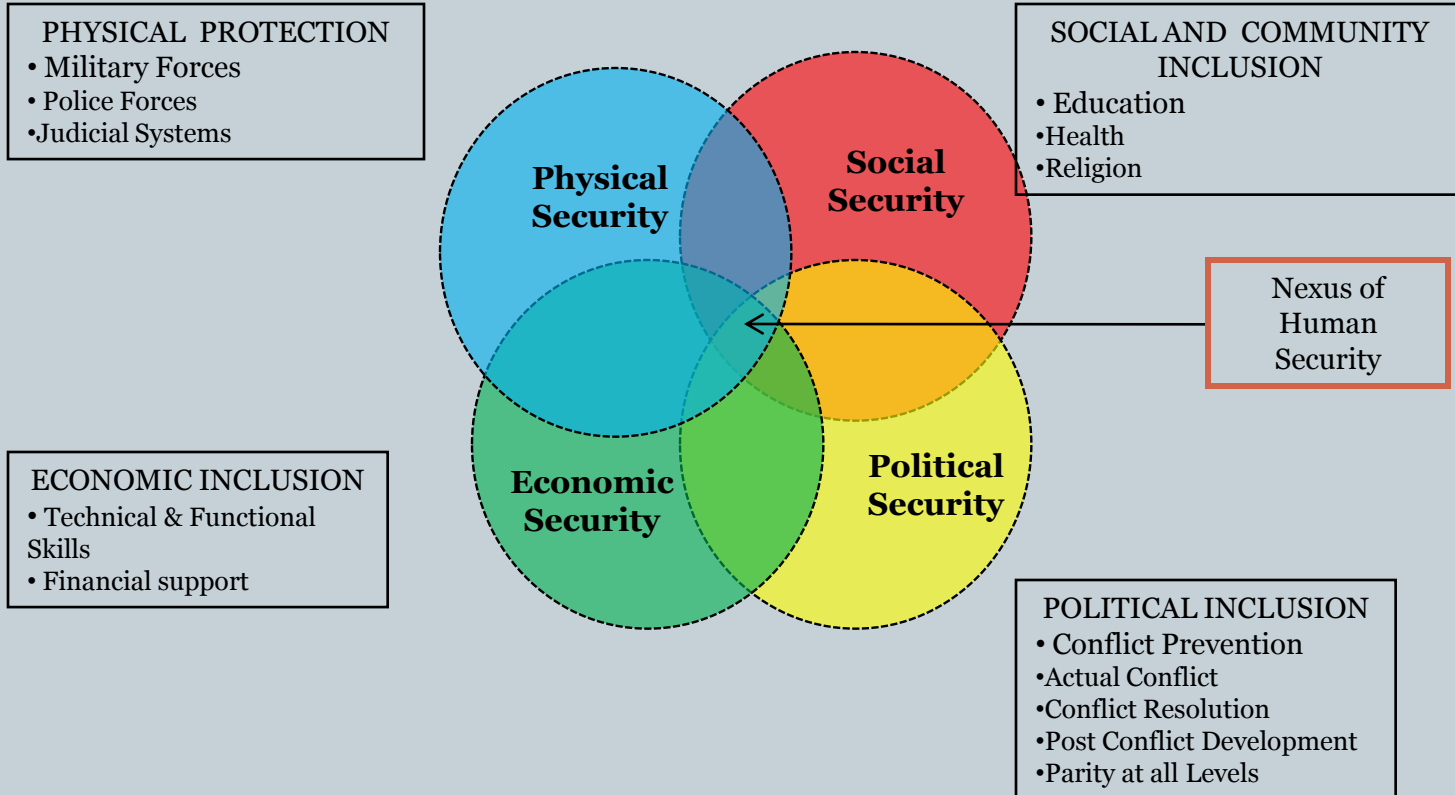 PHYSICAL PROTECTION
• Military Forces
• Police Forces
•Judicial Systems
SOCIAL AND COMMUNITY
INCLUSION
• Education
•Health
•Religion
Physical
Security
Social
Security
Nexus of
Human
Security
ECONOMIC INCLUSION
• Technical & Functional
Skills
• Financial support
Economic
Security
Political
Security
POLITICAL INCLUSION
• Conflict Prevention
•Actual Conflict
•Conflict Resolution
•Post Conflict Development
•Parity at all Levels